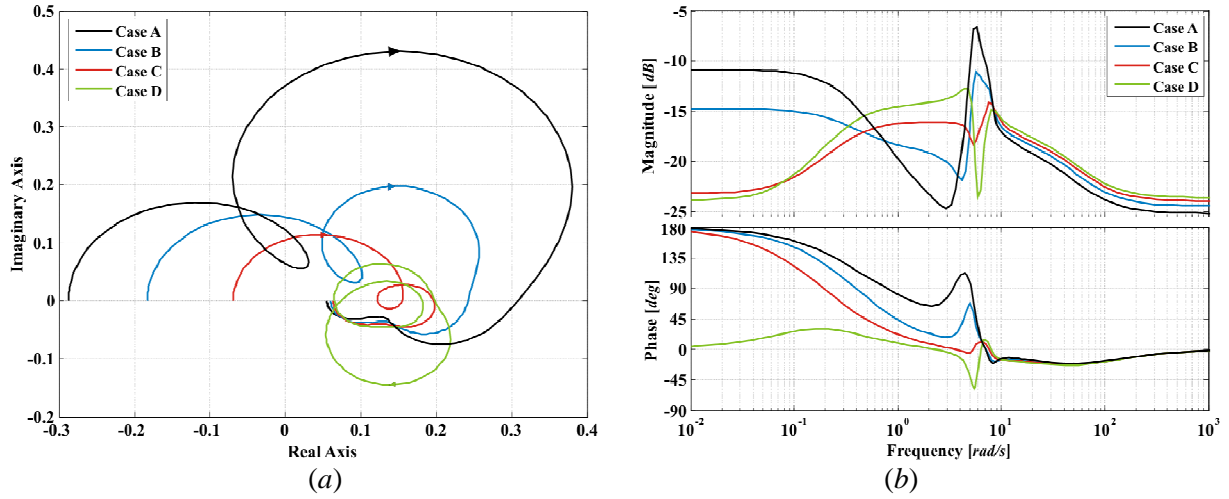 0.5
0.4
0.3
0.2
0.1
0
-0.1
-0.2
Imaginary Axis
Case A
Case B
Case C
Case D
-0.3
-0.2
-0.1
0
0.1
0.2
0.3
0.4
Real Axis
(a)
-5
-10
-15
-20
-25
Magnitude [dB]
Case A
Case B
Case C
Case D
180
135
90
45
0
-45
-90
Phase [deg]
10^-2
10^-1
10^0
10^1
10^2
10^3
Frequency [rad/s]
(b)